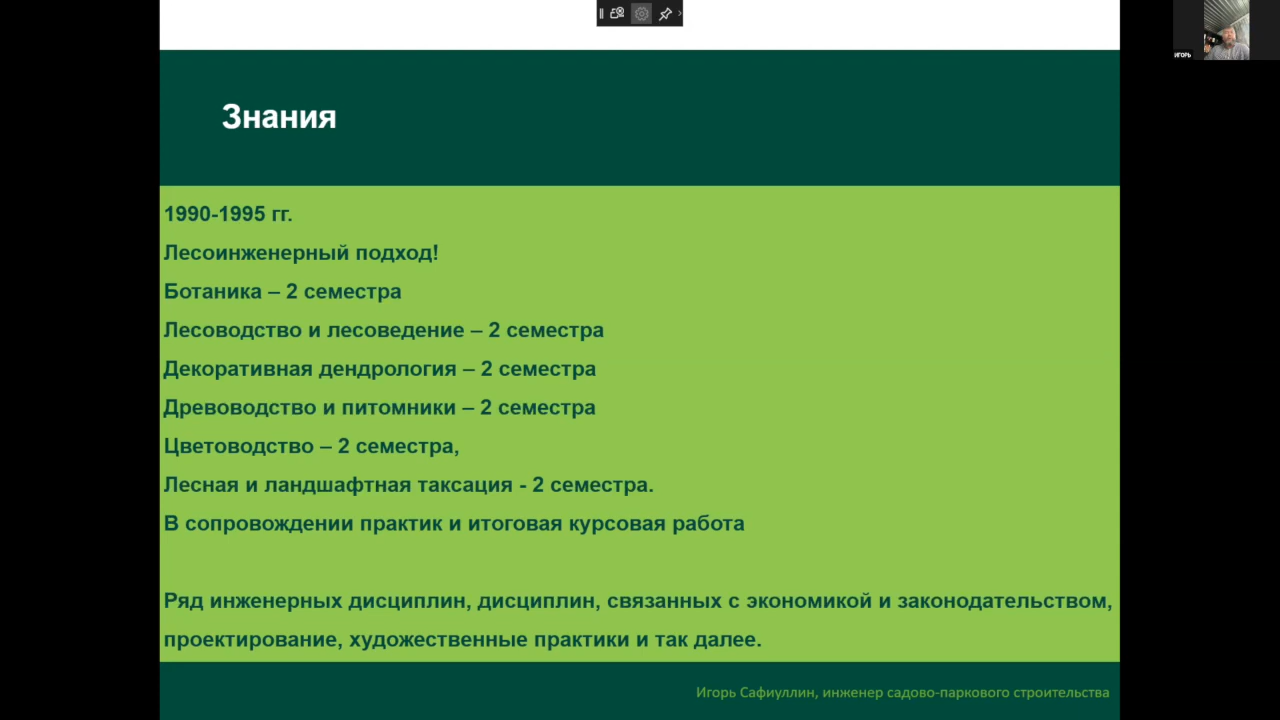 ИГОРЬ
Знания
1990-1995 гг.
Лесоинженерный подход!
Ботаника – 2 семестра
Лесоводство и лесоведение – 2 семестра
Декоративная дендрология – 2 семестра
Древоводство и питомники – 2 семестра
Цветоводство – 2 семестра,
Лесная и ландшафтная таксация - 2 семестра.
В сопровождении практик и итоговая курсовая работа
Ряд инженерных дисциплин, дисциплин, связанных с экономикой и законодательством,
проектирование, художественные практики и так далее.
Игорь Сафиуллин, инженер садово-паркового строительства